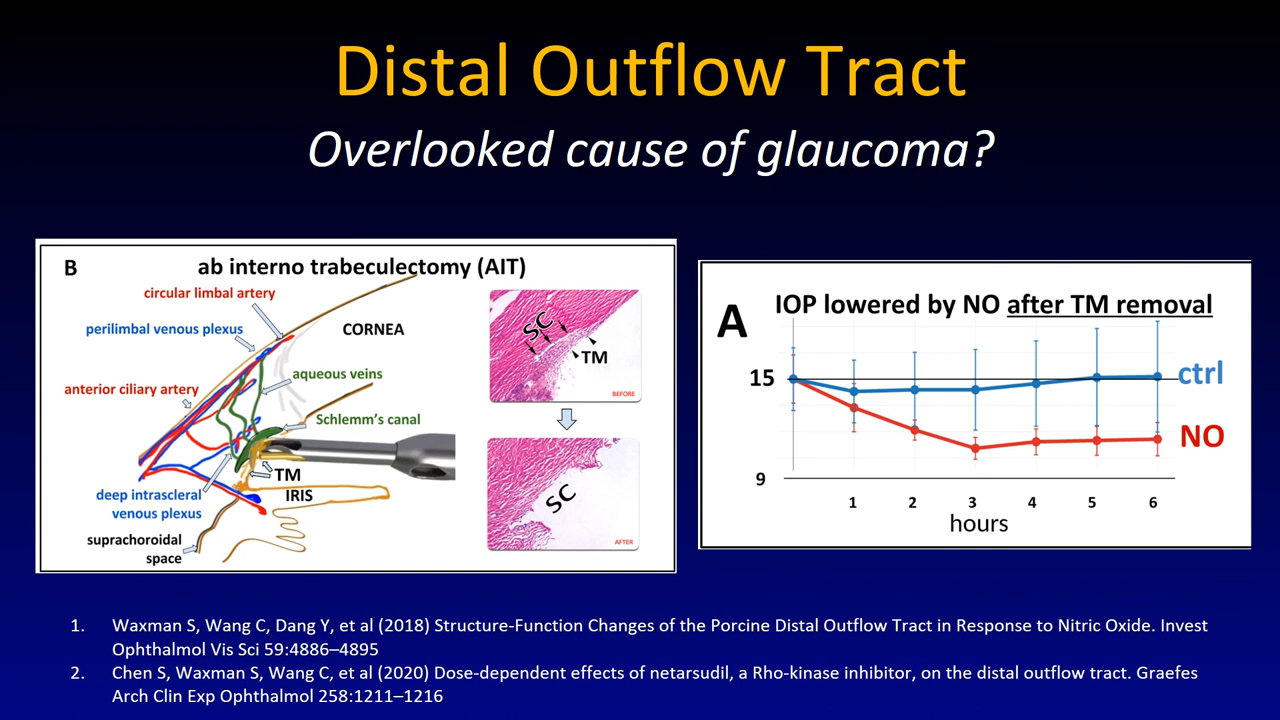 Distal Outflow Tract
Overlooked cause of glaucoma?
B
ab interno trabeculectomy (AIT)
circular limbal artery
perilimbal venous plexus
CORNEA
anterior ciliary artery
aqueous veins
Schlemm's canal
TM
IRIS
deep intrascleral
venous plexus
suprachoroidal
space
SC
TM
BEFORE
SC
AFTER
A
IOP lowered by NO after TM removal
15
ctrl
NO
9
1 2 3 4 5 6
hours
1. Waxman S, Wang C, Dang Y, et al (2018) Structure-Function Changes of the Porcine Distal Outflow Tract in Response to Nitric Oxide. Invest
Ophthalmol Vis Sci 59:4886–4895
2. Chen S, Waxman S, Wang C, et al (2020) Dose-dependent effects of netarsudil, a Rho-kinase inhibitor, on the distal outflow tract. Graefes
Arch Clin Exp Ophthalmol 258:1211–1216